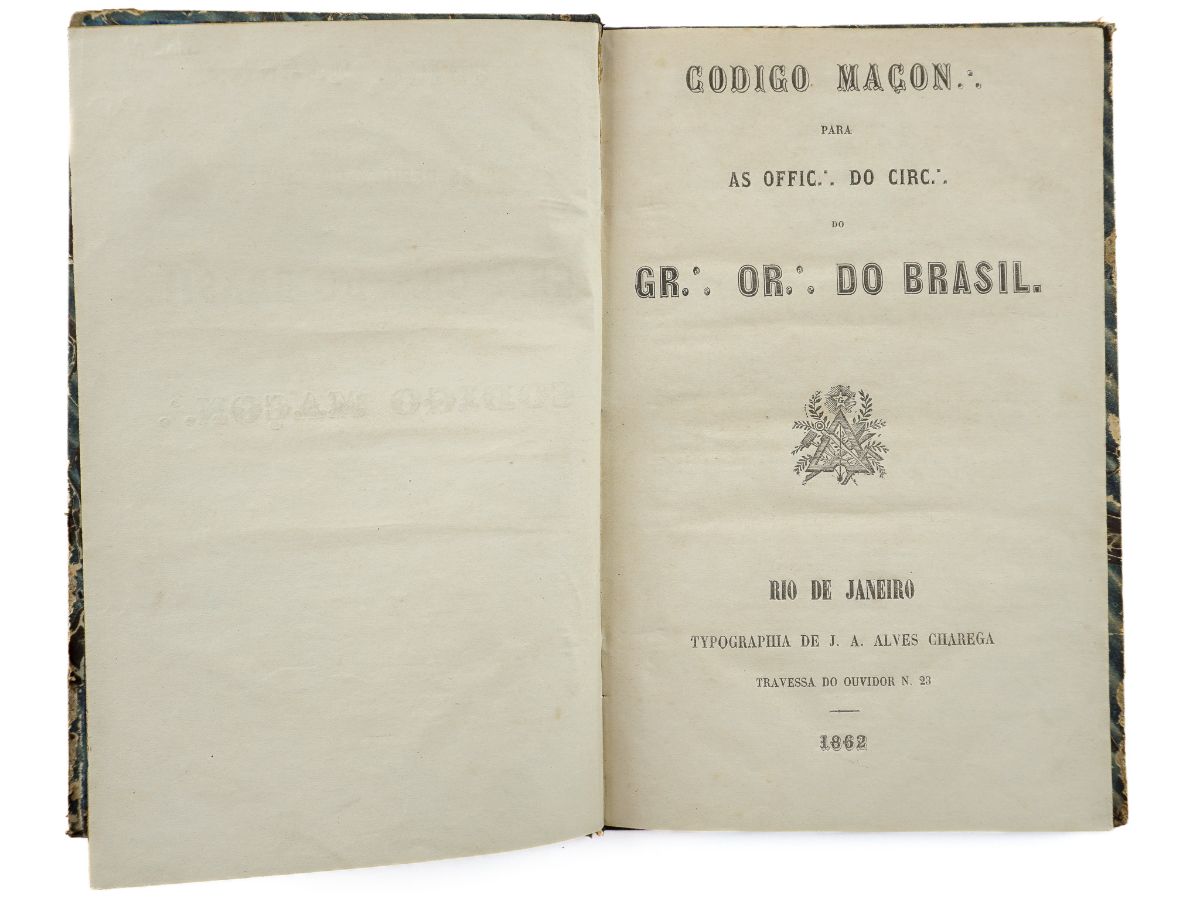 CODIGO MAÇON.∴
PARA
AS OFFIC.∴ DO CIRC.∴
DO
GR.∴ OR.∴ DO BRASIL.
RIO DE JANEIRO
TYPOGRAPHIA DE J. A. ALVES CHAREGA
TRAVESSA DO OUVIDOR N. 23
1862